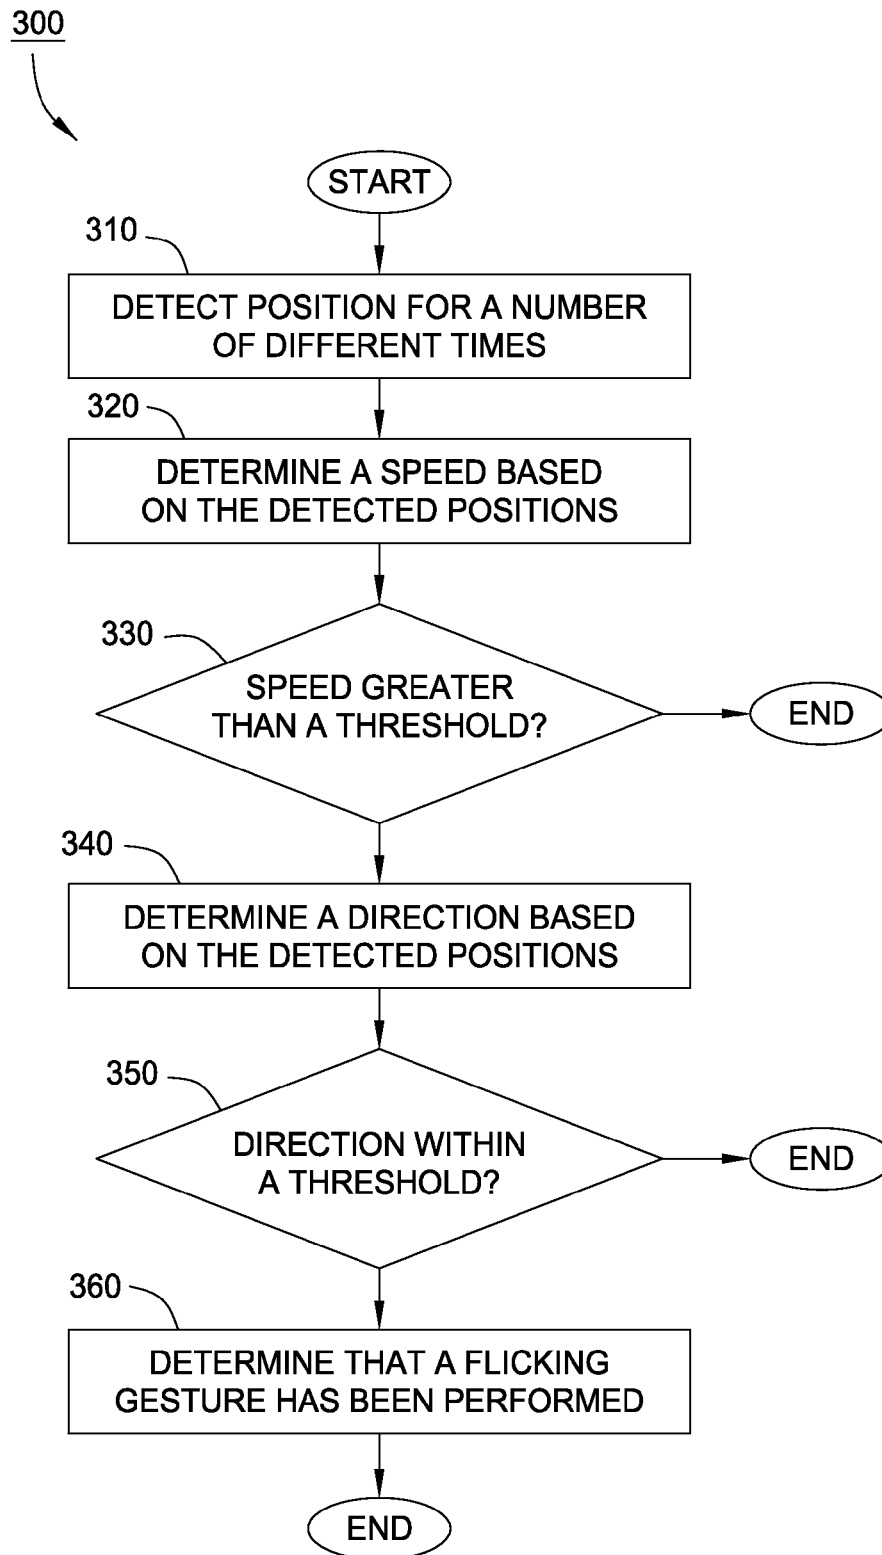 300
START
310
DETECT POSITION FOR A NUMBER
OF DIFFERENT TIMES
320
DETERMINE A SPEED BASED
ON THE DETECTED POSITIONS
330
SPEED GREATER
THAN A THRESHOLD?
END
340
DETERMINE A DIRECTION BASED
ON THE DETECTED POSITIONS
350
DIRECTION WITHIN
A THRESHOLD?
END
360
DETERMINE THAT A FLICKING
GESTURE HAS BEEN PERFORMED
END